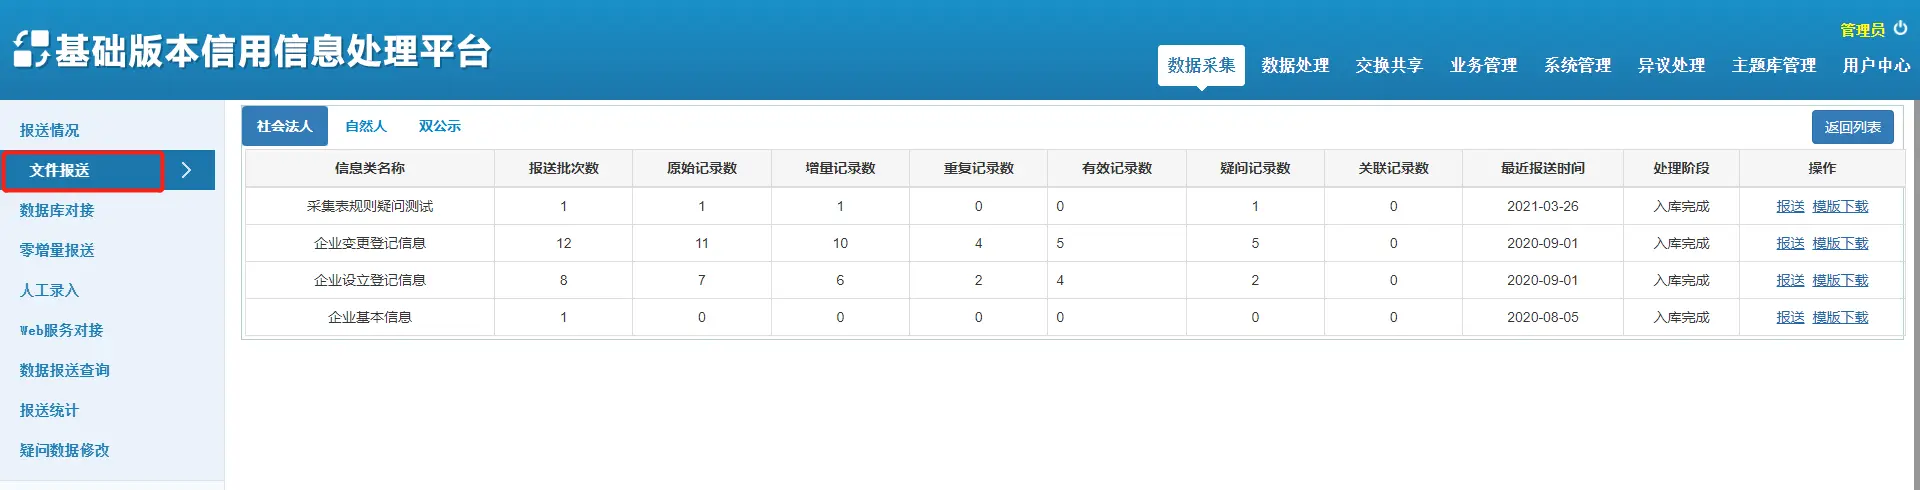 基础版本信用信息处理平台
管理员
数据采集 数据处理 交换共享 业务管理 系统管理 异议处理 主题库管理 用户中心
报送情况
文件报送
数据库对接
零增量报送
人工录入
Web服务对接
数据报送查询
报送统计
疑问数据修改
社会法人 自然人 双公示 返回列表
信息类名称 报送批次数 原始记录数 增量记录数 重复记录数 有效记录数 疑问记录数 关联记录数 最近报送时间 处理阶段 操作
采集表规则疑问测试 1 1 1 0 0 1 0 2021-03-26 入库完成 报送 模版下载
企业变更登记信息 12 11 10 4 5 5 0 2020-09-01 入库完成 报送 模版下载
企业设立登记信息 8 7 6 2 4 2 0 2020-09-01 入库完成 报送 模版下载
企业基本信息 1 0 0 0 0 0 0 2020-08-05 入库完成 报送 模版下载